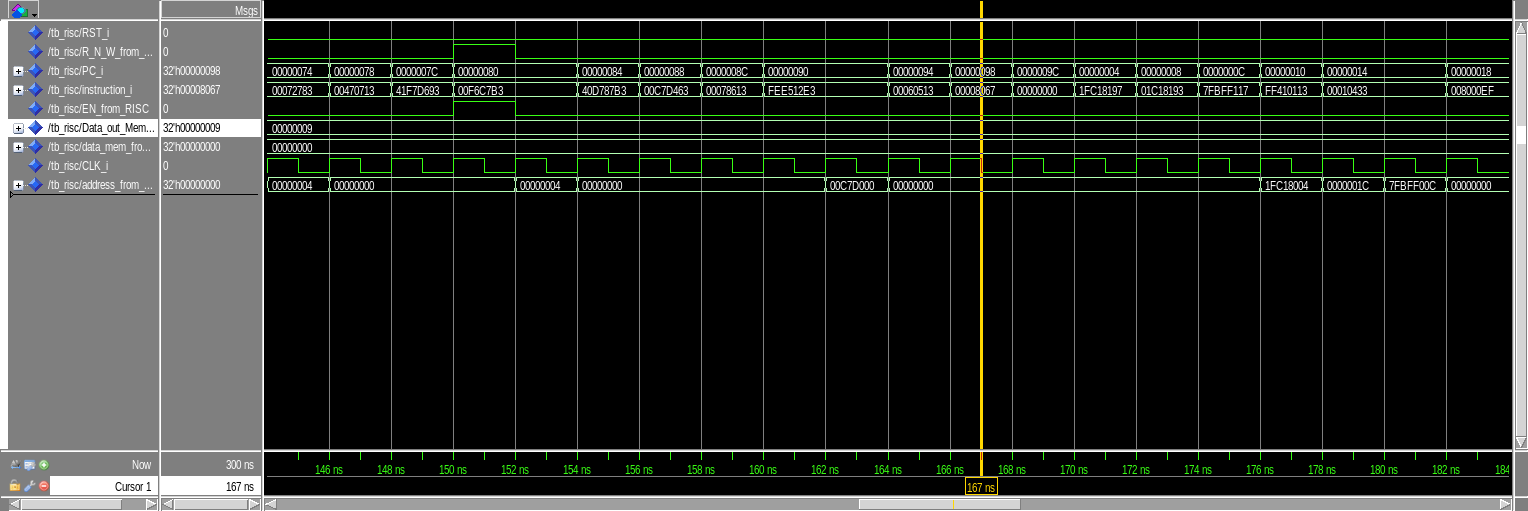 Msgs
/tb_risc/RST_i 0
/tb_risc/R_N_W_from_... 0
/tb_risc/PC_i 32'h00000098 00000074 00000078 0000007C 00000080 00000084 00000088 0000008C 00000090 00000094 00000098 0000009C 00000004 00000008 0000000C 00000010 00000014 00000018
/tb_risc/instruction_i 32'h00008067 00072783 00470713 41F7D693 00F6C7B3 40D787B3 00C7D463 00078613 FEE512E3 00060513 00008067 00000000 1FC18197 01C18193 7FBFF117 FF410113 00010433 008000EF
/tb_risc/EN_from_RISC 0
/tb_risc/Data_out_Mem... 32'h00000009 00000009
/tb_risc/data_mem_fro... 32'h00000000 00000000
/tb_risc/CLK_i 0
/tb_risc/address_from_... 32'h00000000 00000004 00000000 00000004 00000000 00C7D000 00000000 1FC18004 0000001C 7FBFF00C 00000000
Now 300 ns 146 ns 148 ns 150 ns 152 ns 154 ns 156 ns 158 ns 160 ns 162 ns 164 ns 166 ns 168 ns 170 ns 172 ns 174 ns 176 ns 178 ns 180 ns 182 ns 184
Cursor 1 167 ns 167 ns